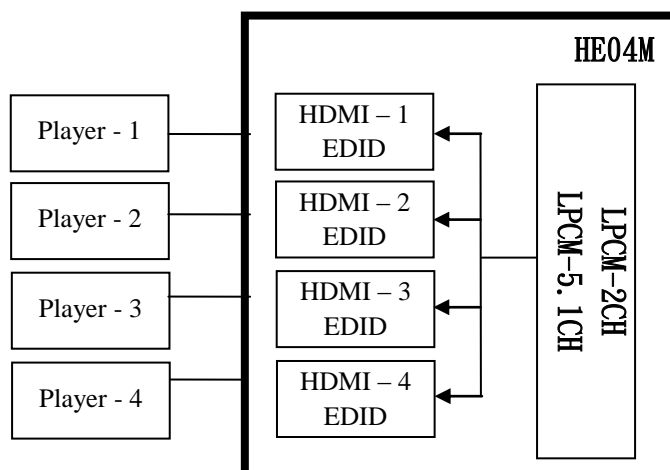 HE04M
Player - 1
HDMI – 1
EDID
Player - 2
HDMI – 2
EDID
Player - 3
HDMI – 3
EDID
Player - 4
HDMI – 4
EDID
LPCM-2CH
LPCM-5.1CH